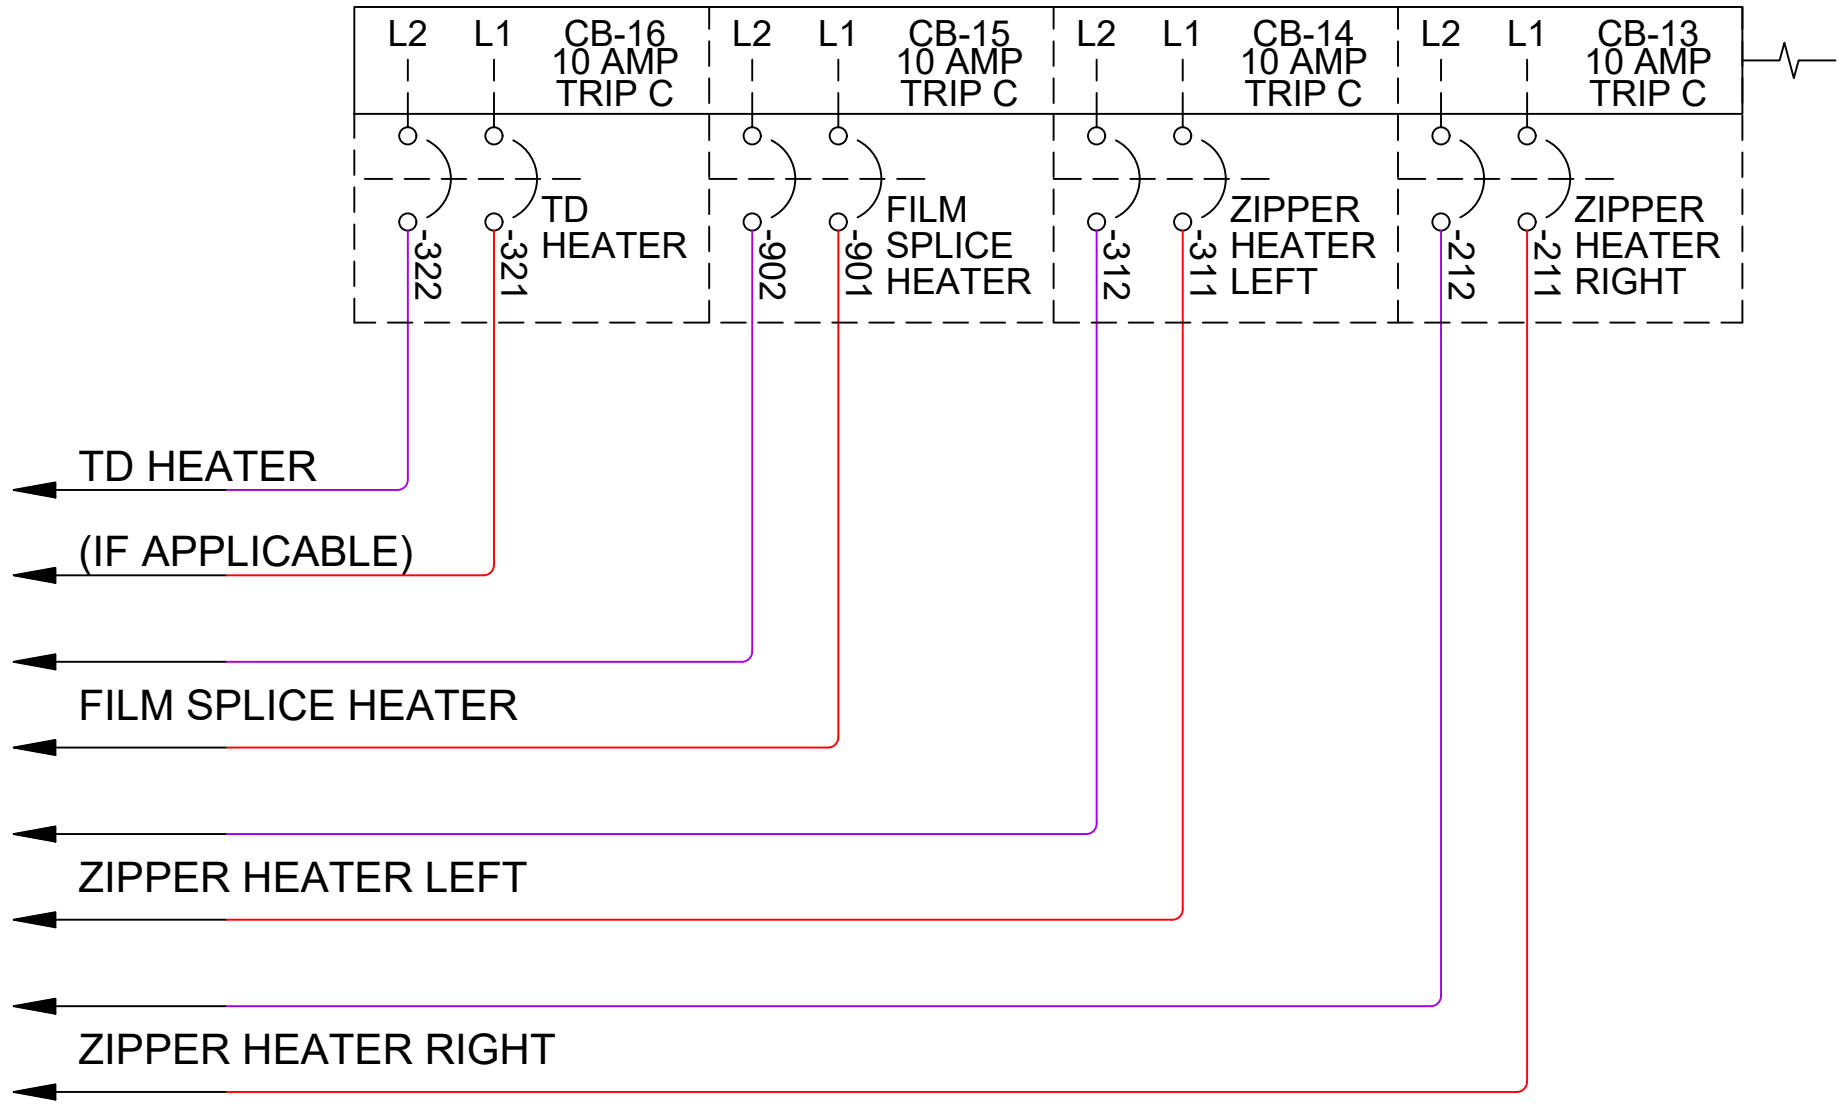 L2 L1 CB-16
10 AMP
TRIP C
L2 L1 CB-15
10 AMP
TRIP C
L2 L1 CB-14
10 AMP
TRIP C
L2 L1 CB-13
10 AMP
TRIP C
-322
-321
TD
HEATER
-902
-901
FILM
SPLICE
HEATER
-312
-311
ZIPPER
HEATER
LEFT
-212
-211
ZIPPER
HEATER
RIGHT
TD HEATER
(IF APPLICABLE)
FILM SPLICE HEATER
ZIPPER HEATER LEFT
ZIPPER HEATER RIGHT